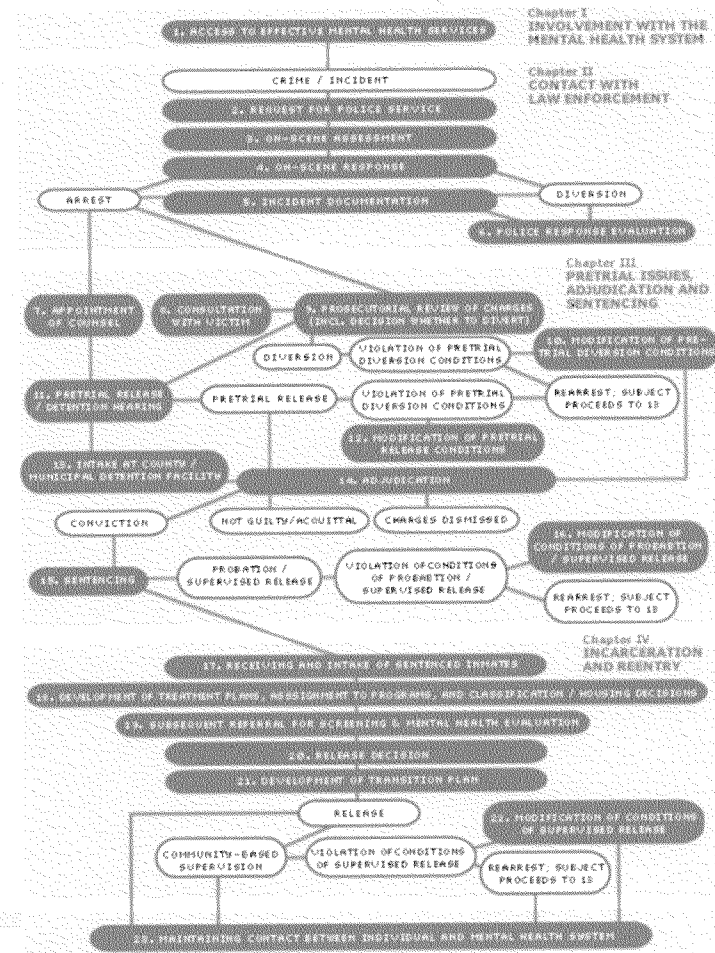 Chapter I
INVOLVEMENT WITH THE
MENTAL HEALTH SYSTEM
1. ACCESS TO EFFECTIVE MENTAL HEALTH SERVICES
CRIME / INCIDENT
Chapter II
CONTACT WITH
LAW ENFORCEMENT
2. REQUEST FOR POLICE SERVICE
3. ON-SCENE ASSESSMENT
4. ON-SCENE RESPONSE
ARREST
5. INCIDENT DOCUMENTATION
DIVERSION
6. POLICE RESPONSE EVALUATION
Chapter III
PRETRIAL ISSUES,
ADJUDICATION AND
SENTENCING
7. APPOINTMENT
OF COUNSEL
8. CONSULTATION
WITH VICTIM
9. PROSECUTORIAL REVIEW OF CHARGES
(INCL. DECISION WHETHER TO DIVERT)
DIVERSION
VIOLATION OF PRETRIAL
DIVERSION CONDITIONS
10. MODIFICATION OF PRE-
TRIAL DIVERSION CONDITIONS
11. PRETRIAL RELEASE
/ DETENTION HEARING
PRETRIAL RELEASE
VIOLATION OF PRETRIAL
DIVERSION CONDITIONS
REARREST; SUBJECT
PROCEEDS TO 13
12. MODIFICATION OF PRETRIAL
RELEASE CONDITIONS
13. INTAKE AT COUNTY /
MUNICIPAL DETENTION FACILITY
14. ADJUDICATION
CONVICTION
NOT GUILTY/ACQUITTAL
CHARGES DISMISSED
15. SENTENCING
PROBATION /
SUPERVISED RELEASE
VIOLATION OFCONDITIONS
OF PROBAETION /
SUPERVISED RELEASE
16. MODIFICATION OF
CONDITIONS OF PROBAETION
/ SUPERVISED RELEASE
REARREST; SUBJECT
PROCEEDS TO 13
Chapter IV
INCARCERATION
AND REENTRY
17. RECEIVING AND INTAKE OF SENTENCED INMATES
18. DEVELOPMENT OF TREATMENT PLANS, ASSIGNMENT TO PROGRAMS, AND CLASSIFICATION / HOUSING DECISIONS
19. SUBSEQUENT REFERRAL FOR SCREENING & MENTAL HEALTH EVALUATION
20. RELEASE DECISION
21. DEVELOPMENT OF TRANSITION PLAN
RELEASE
COMMUNITY-BASED
SUPERVISION
VIOLATION OFCONDITIONS
OF SUPERVISED RELEASE
22. MODIFICATION OF CONDITIONS
OF SUPERVISED RELEASE
REARREST; SUBJECT
PROCEEDS TO 13
23. MAINTAINING CONTACT BETWEEN INDIVIDUAL AND MENTAL HEALTH SYSTEM